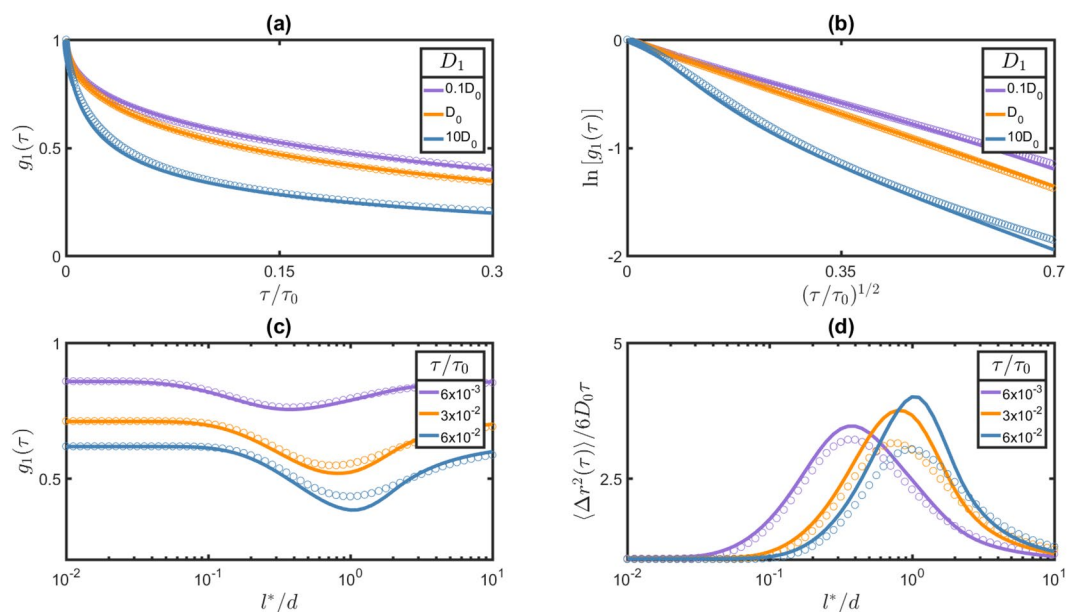 (a)
1
0.5
0
0
0.15
0.3
g₁(τ)
τ/τ₀
D₁
0.1D₀
D₀
10D₀
(b)
0
-1
-2
0
0.35
0.7
ln [g₁(τ)]
(τ/τ₀)^{1/2}
D₁
0.1D₀
D₀
10D₀
(c)
1
0.5
10⁻²
10⁻¹
10⁰
10¹
g₁(τ)
l*/d
τ/τ₀
6x10⁻³
3x10⁻²
6x10⁻²
(d)
5
2.5
10⁻²
10⁻¹
10⁰
10¹
⟨Δr²(τ)⟩/6D₀τ
l*/d
τ/τ₀
6x10⁻³
3x10⁻²
6x10⁻²